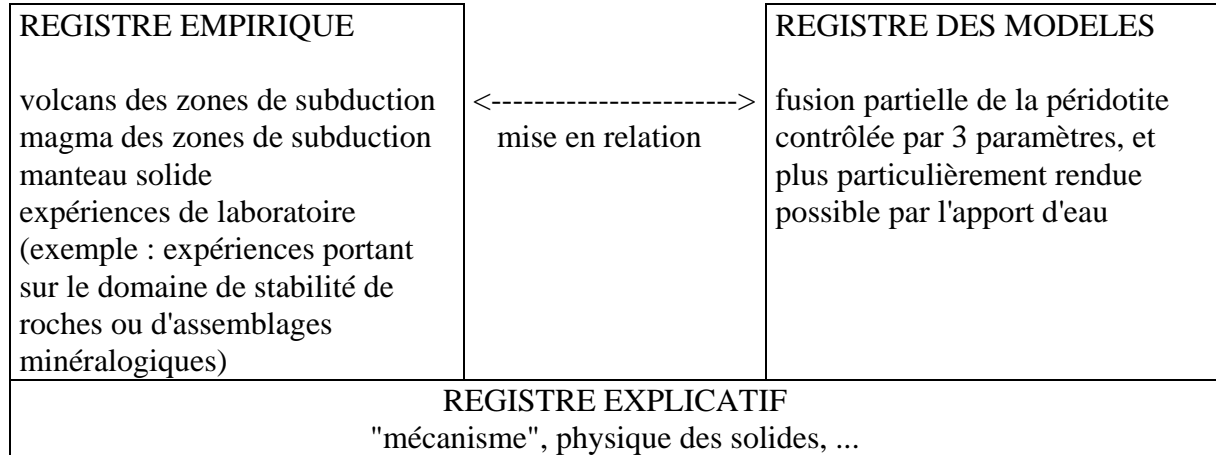 REGISTRE EMPIRIQUE
volcans des zones de subduction
magma des zones de subduction
manteau solide
expériences de laboratoire
(exemple : expériences portant
sur le domaine de stabilité de
roches ou d'assemblages
minéralogiques)
<----------------------->
mise en relation
REGISTRE DES MODELES
fusion partielle de la péridotite
contrôlée par 3 paramètres, et
plus particulièrement rendue
possible par l'apport d'eau
REGISTRE EXPLICATIF
"mécanisme", physique des solides, ...